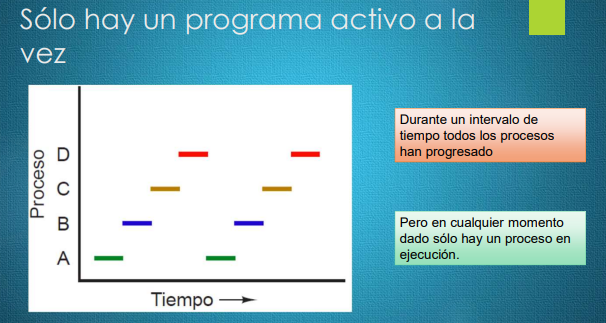 Sólo hay un programa activo a la
vez
Durante un intervalo de
tiempo todos los procesos
han progresado
Pero en cualquier momento
dado sólo hay un proceso en
ejecución.
Proceso
D
C
B
A
Tiempo